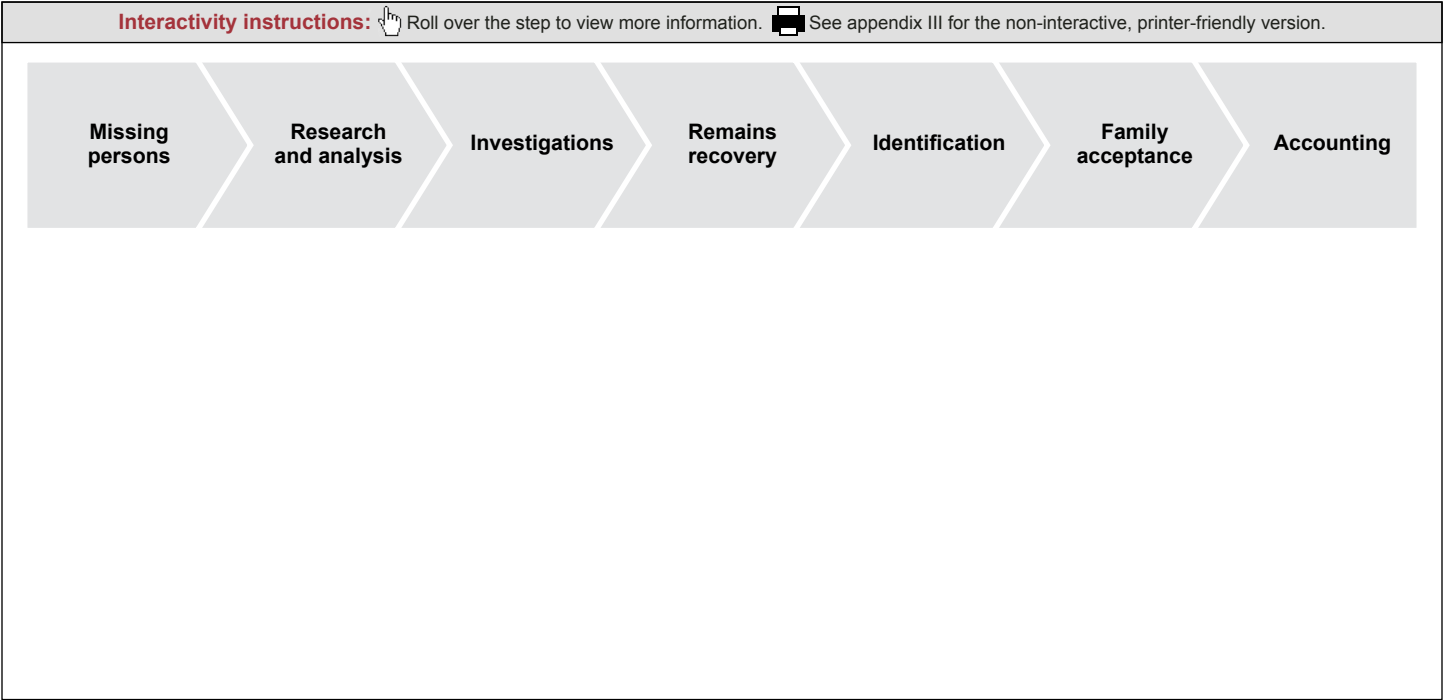 Interactivity instructions: Roll over the step to view more information. See appendix III for the non-interactive, printer-friendly version.
Missing
persons
Research
and analysis
Investigations
Remains
recovery
Identification
Family
acceptance
Accounting